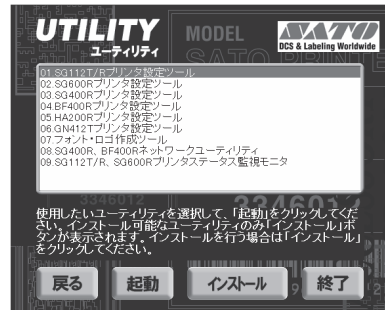 UTILITY
ユーティリティ
MODEL
SATO
DCS & Labeling Worldwide
SATO PRINTE
01.SG112T/Rプリンタ設定ツール
02.SG600Rプリンタ設定ツール
03.SG400Rプリンタ設定ツール
04.BF400Rプリンタ設定ツール
05.HA200Rプリンタ設定ツール
06.GN412Tプリンタ設定ツール
07.フォント・ロゴ作成ツール
08.SG400R、BF400Rネットワークユーティリティ
09.SG112T/R、SG600Rプリンタステータス監視モニタ
3346012
使用したいユーティリティを選択して、「起動」をクリックしてくだ
さい。インストール可能なユーティリティのみ「インストール」ボ
タンが表示されます。インストールを行う場合は「インストール」
をクリックしてください。
戻る
起動
インストール
終了